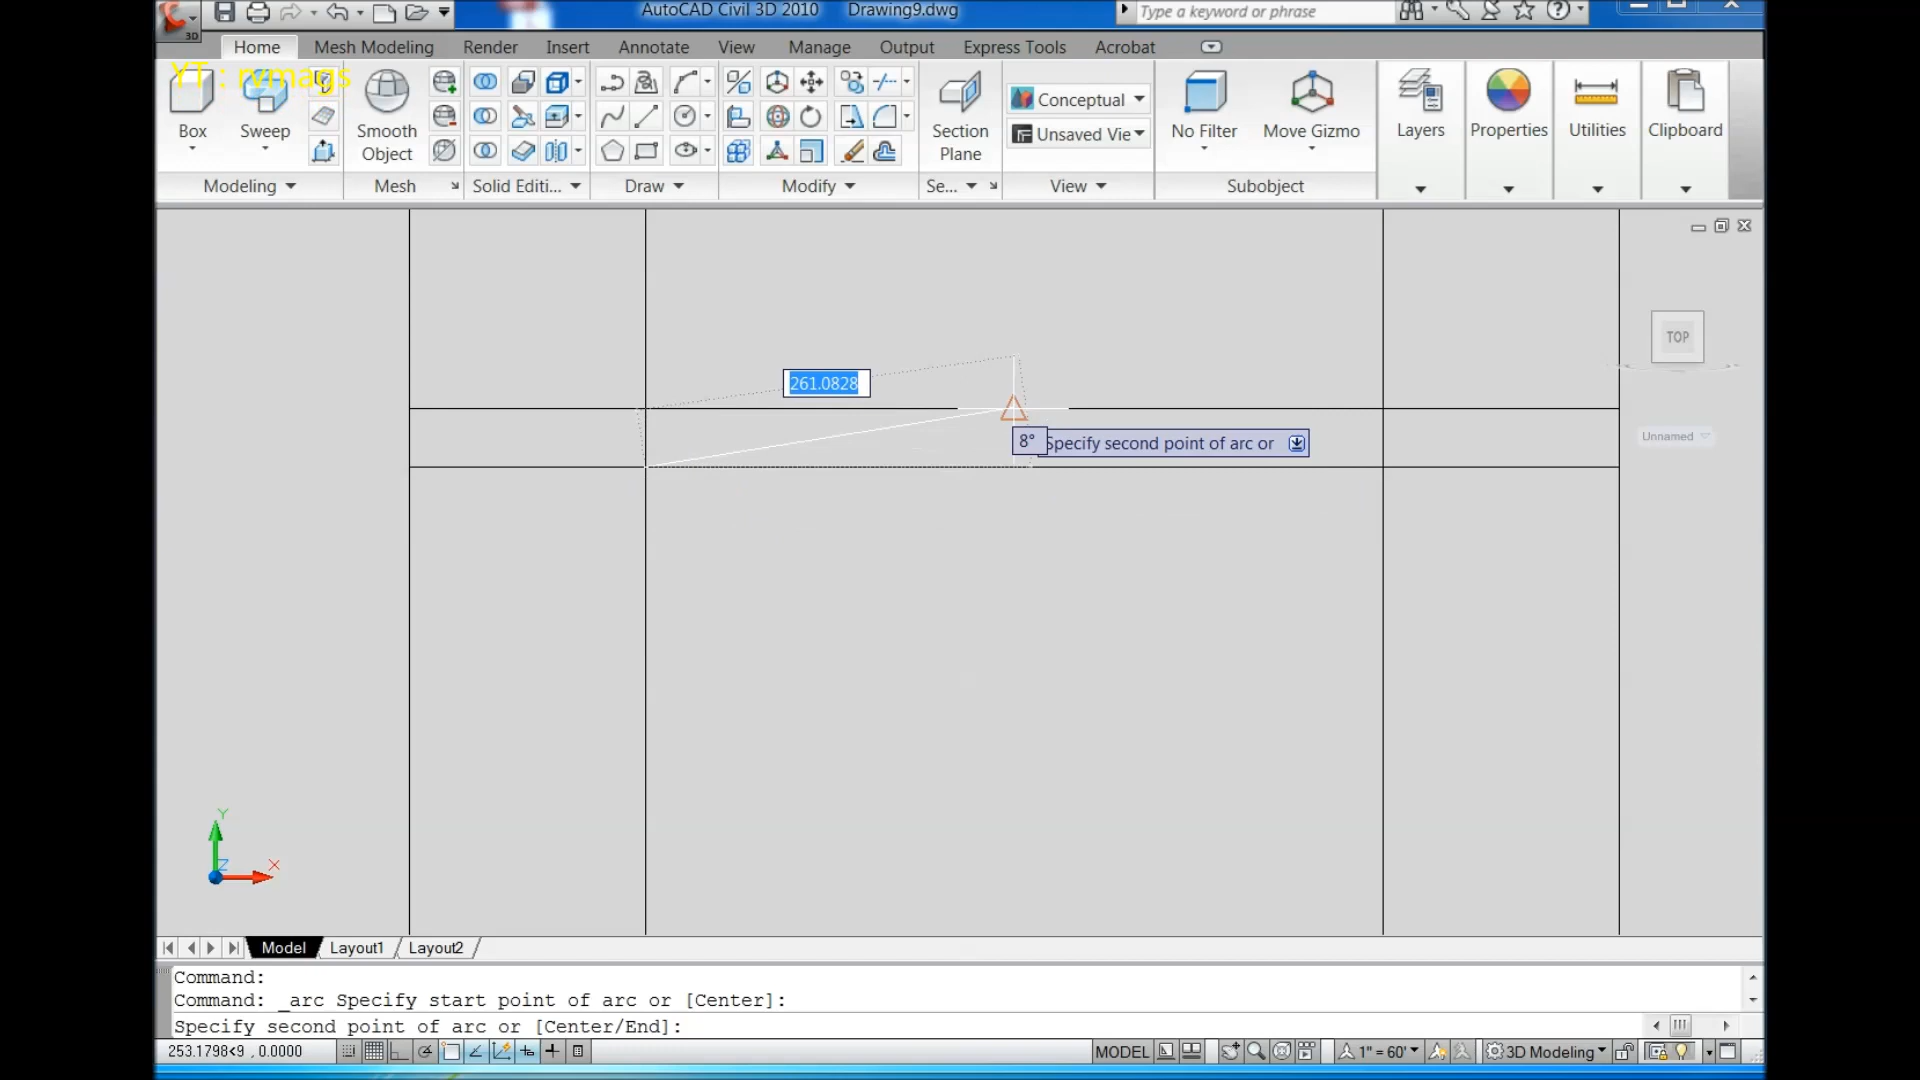 AutoCAD Civil 3D 2010 Drawing9.dwg
Type a keyword or phrase
3D
Home Mesh Modeling Render Insert Annotate View Manage Output Express Tools Acrobat
YT : rvmags
Box Sweep Smooth Object Section Plane
Conceptual
Unsaved Vie
No Filter Move Gizmo Layers Properties Utilities Clipboard
Modeling Mesh Solid Editi... Draw Modify Se... View Subobject
TOP
261.0828
8° Specify second point of arc or
Unnamed
Y
Z X
Model Layout1 Layout2
Command:
Command: _arc Specify start point of arc or [Center]:
Specify second point of arc or [Center/End]:
253.1798<9 , 0.0000 MODEL 1" = 60' 3D Modeling